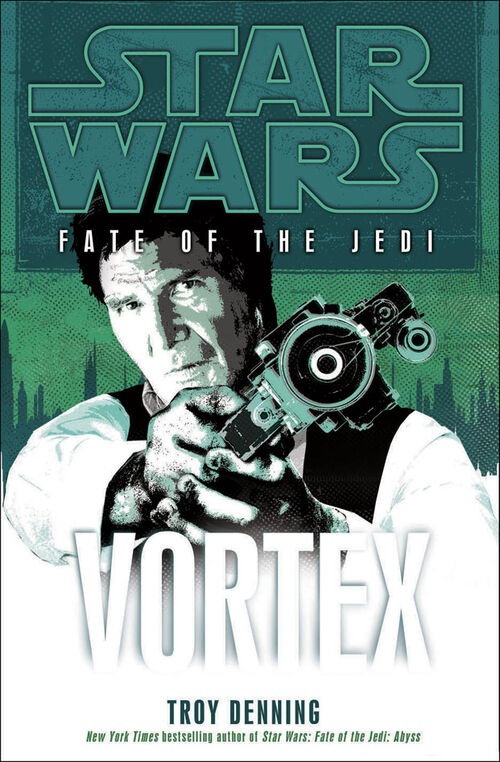 STAR
WARS
FATE OF THE JEDI
VORTEX
TROY DENNING
New York Times bestselling author of Star Wars: Fate of the Jedi: Abyss